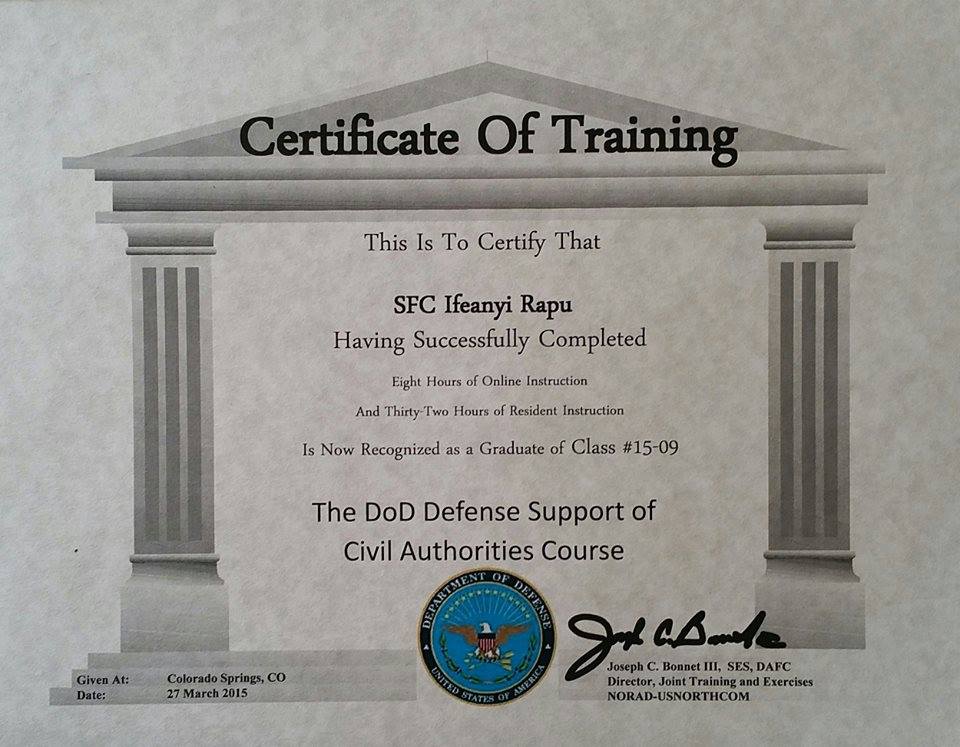 Certificate Of Training
This Is To Certify That
SFC Ifeanyi Rapu
Having Successfully Completed
Eight Hours of Online Instruction
And Thirty-Two Hours of Resident Instruction
Is Now Recognized as a Graduate of Class #15-09
The DoD Defense Support of
Civil Authorities Course
DEPARTMENT OF DEFENSE
UNITED STATES OF AMERICA
Given At: Colorado Springs, CO
Date: 27 March 2015
Joseph C. Bonnet III, SES, DAFC
Director, Joint Training and Exercises
NORAD-USNORTHCOM